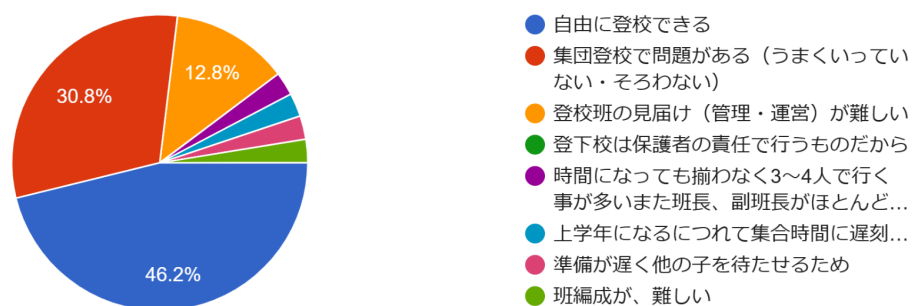 30.8%
12.8%
46.2%
自由に登校できる
集団登校で問題がある（うまくいってい
ない・そろわない）
登校班の見届け（管理・運営）が難しい
登下校は保護者の責任で行うものだから
時間になっても揃わなく3～4人で行く
事が多いまた班長、副班長がほとんど…
上学年になるにつれて集合時間に遅刻…
準備が遅く他の子を待たせるため
班編成が、難しい